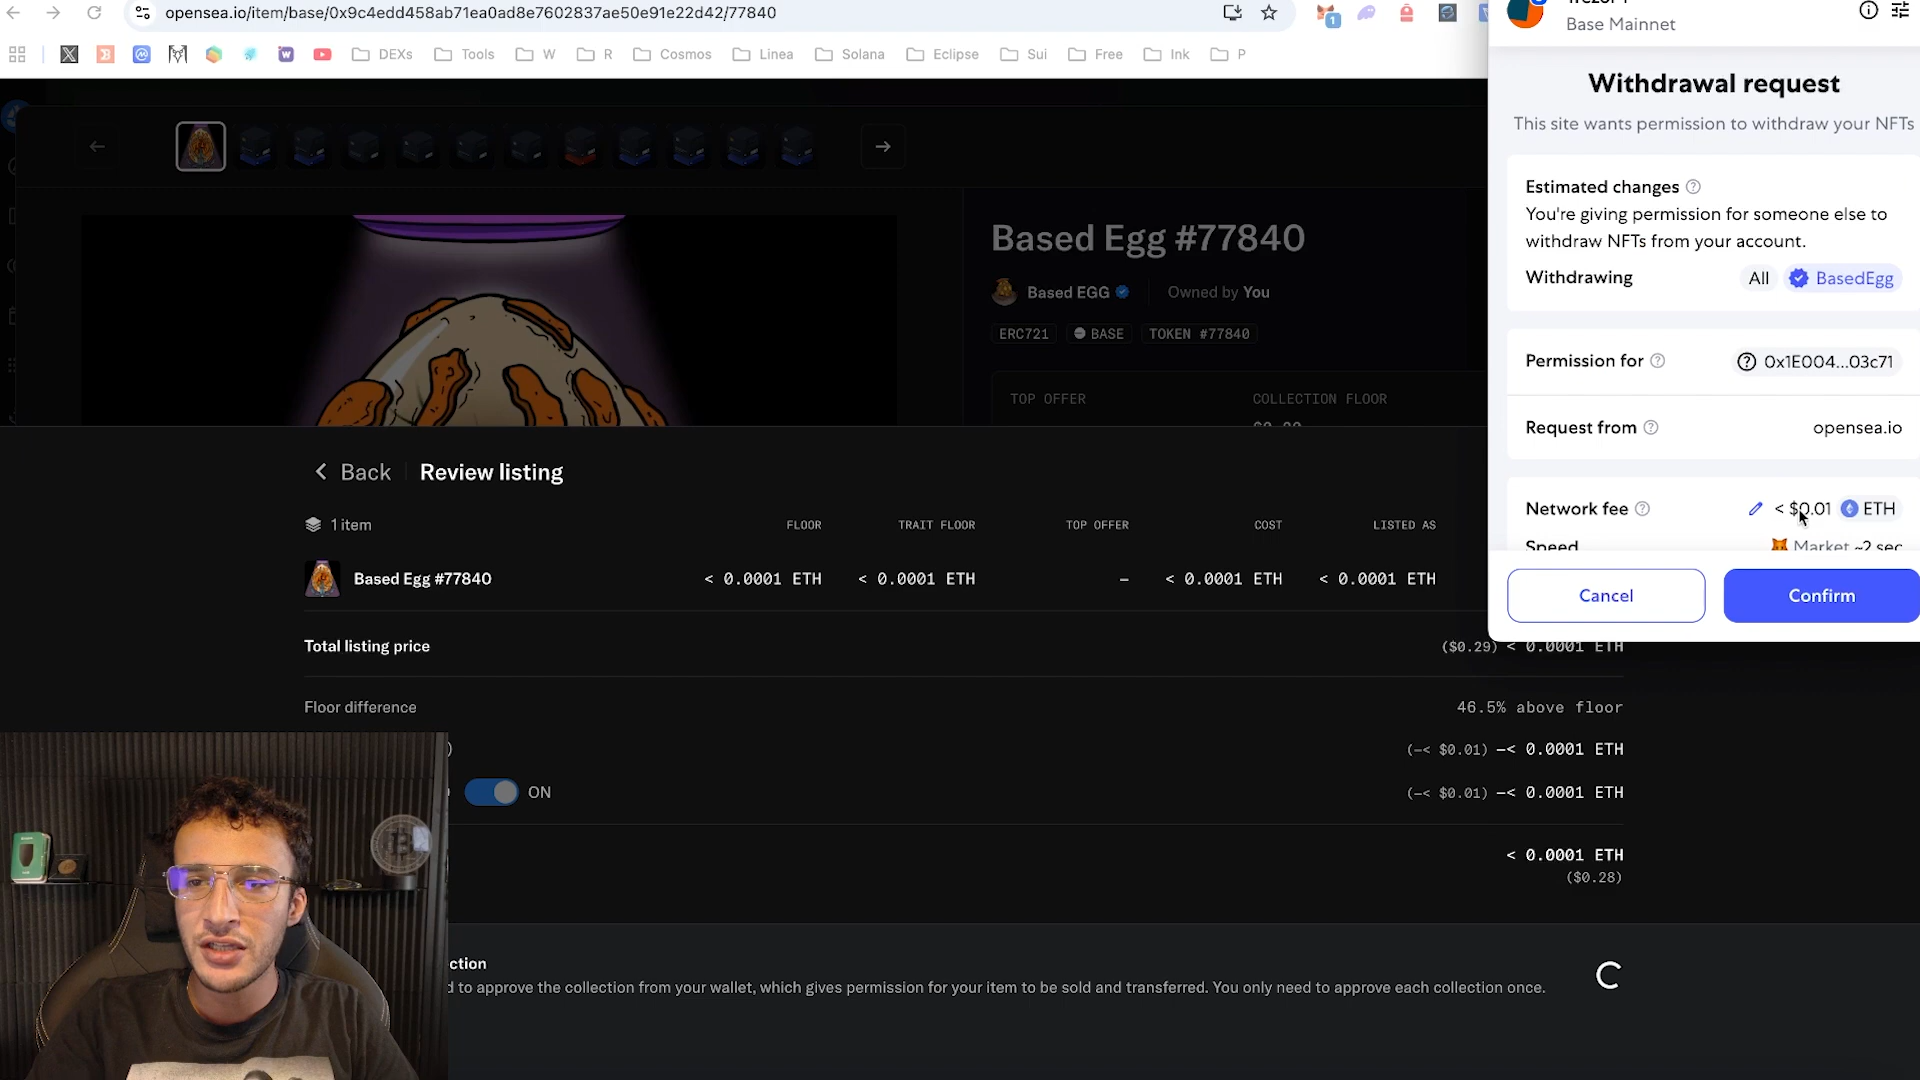 opensea.io/item/base/0x9c4edd458ab71ea0ad8e7602837ae50e91e22d42/77840
1
DEXs
Tools
W
R
Cosmos
Linea
Solana
Eclipse
Sui
Free
Ink
P
Based Egg #77840
Based EGG
Owned by You
ERC721
BASE
TOKEN #77840
TOP OFFER
COLLECTION FLOOR
Back
Review listing
1 item
FLOOR
TRAIT FLOOR
TOP OFFER
COST
LISTED AS
Based Egg #77840
< 0.0001 ETH
< 0.0001 ETH
–
< 0.0001 ETH
< 0.0001 ETH
Total listing price
($0.29) < 0.0001 ETH
Floor difference
46.5% above floor
(–< $0.01) –< 0.0001 ETH
ON
(–< $0.01) –< 0.0001 ETH
< 0.0001 ETH
($0.28)
ction
d to approve the collection from your wallet, which gives permission for your item to be sold and transferred. You only need to approve each collection once.
Base Mainnet
Withdrawal request
This site wants permission to withdraw your NFTs
Estimated changes
You're giving permission for someone else to
withdraw NFTs from your account.
Withdrawing
All
BasedEgg
Permission for
0x1E004...03c71
Request from
opensea.io
Network fee
< $0.01
ETH
Speed
Market ~2 sec
Cancel
Confirm